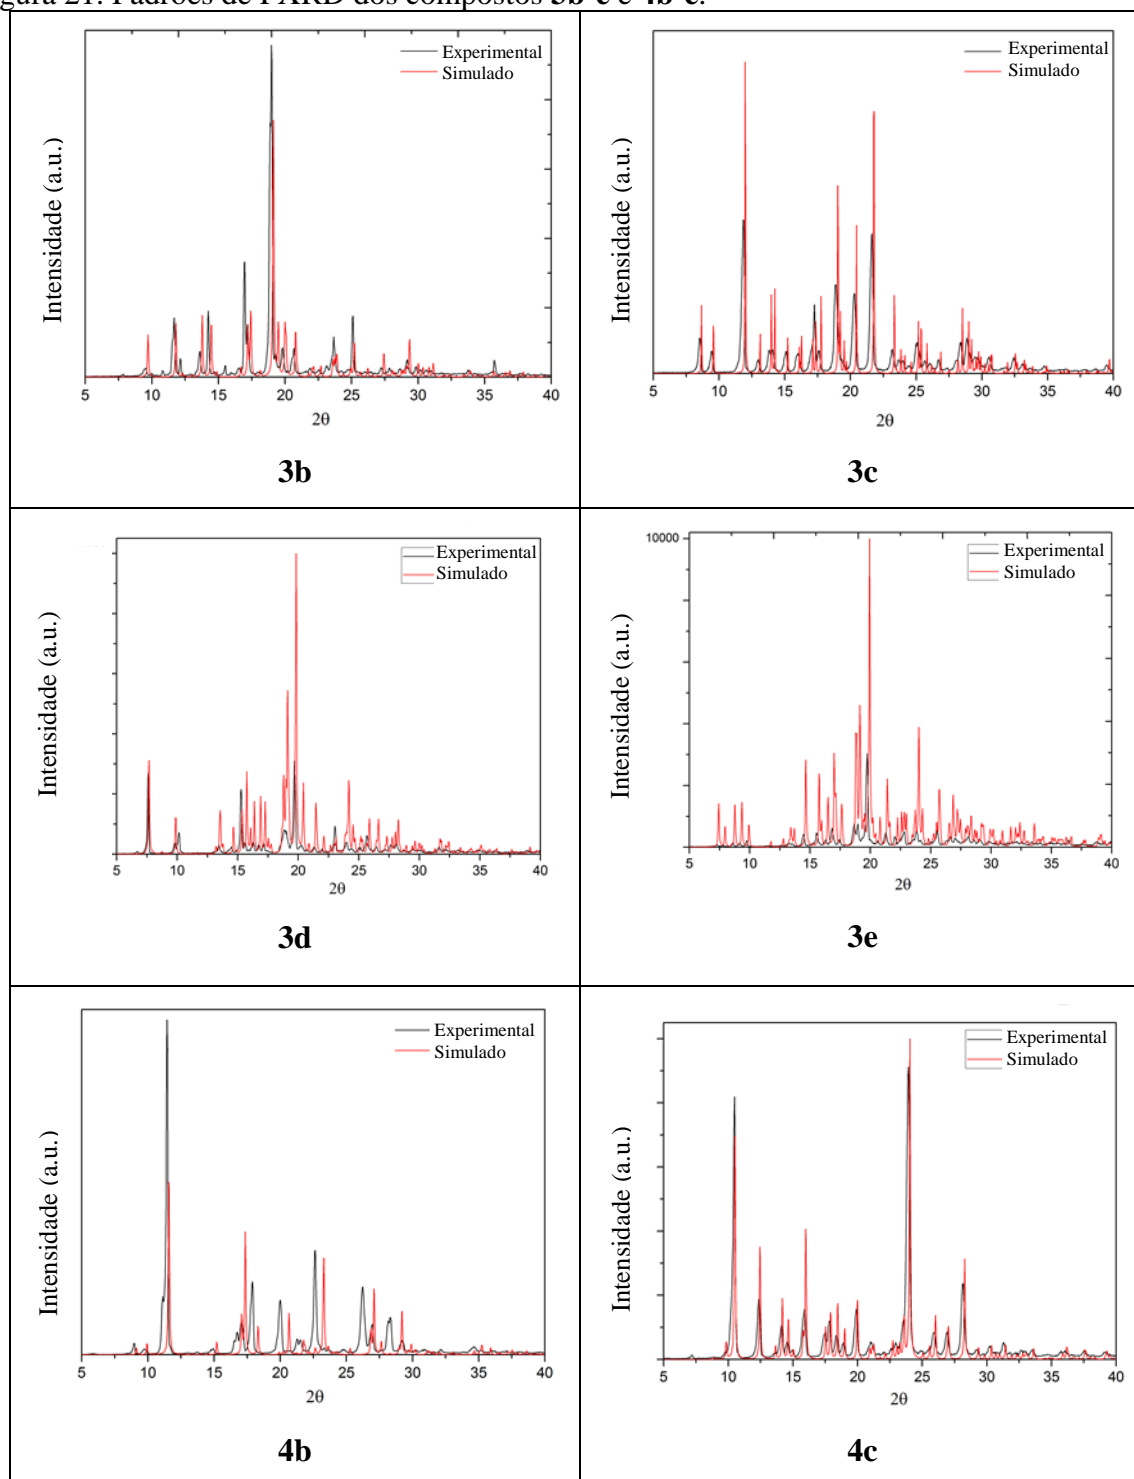 gura 21. Padrões de PXRD dos compostos 3b-e e 4b-e.
Experimental
Simulado
Intensidade (a.u.)
5 10 15 20 25 30 35 40
2θ
3b
Experimental
Simulado
Intensidade (a.u.)
5 10 15 20 25 30 35 40
2θ
3c
Experimental
Simulado
Intensidade (a.u.)
5 10 15 20 25 30 35 40
2θ
3d
10000
Experimental
Simulado
Intensidade (a.u.)
5 10 15 20 25 30 35 40
2θ
3e
Experimental
Simulado
Intensidade (a.u.)
5 10 15 20 25 30 35 40
2θ
4b
Experimental
Simulado
Intensidade (a.u.)
5 10 15 20 25 30 35 40
2θ
4c